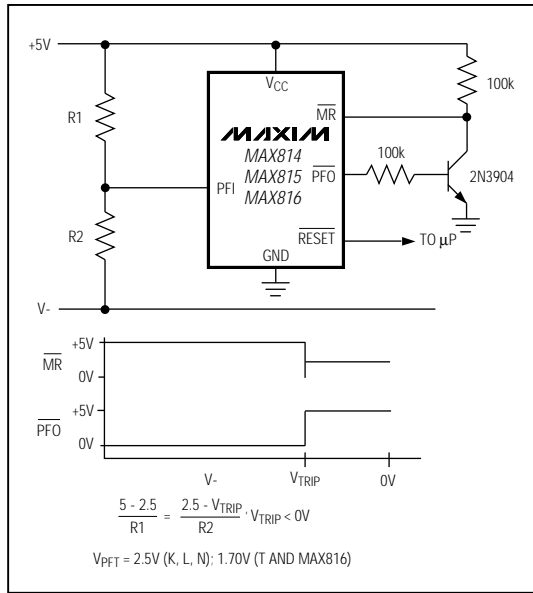 +5V
R1
R2
V-
VCC
MAXIM
MAX814
MAX815
MAX816
PFI
GND
MR
PFO
RESET
100k
100k
2N3904
TO μP
MR
+5V
0V
PFO
+5V
0V
V-
VTRIP
0V
5 - 2.5
R1
=
2.5 - VTRIP
R2
, VTRIP < 0V
VPFT = 2.5V (K, L, N); 1.70V (T AND MAX816)